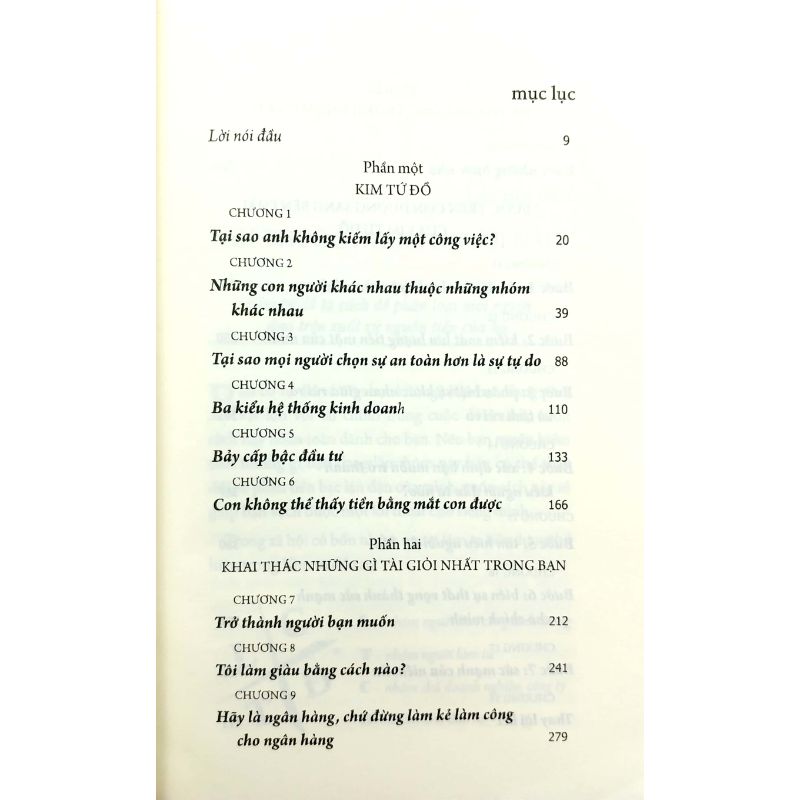 mục lục
Lời nói đầu 9
Phần một
KIM TỨ ĐỒ
CHƯƠNG 1
Tại sao anh không kiếm lấy một công việc? 20
CHƯƠNG 2
Những con người khác nhau thuộc những nhóm
khác nhau 39
CHƯƠNG 3
Tại sao mọi người chọn sự an toàn hơn là sự tự do 88
CHƯƠNG 4
Ba kiểu hệ thống kinh doanh 110
CHƯƠNG 5
Bảy cấp bậc đầu tư 133
CHƯƠNG 6
Con không thể thấy tiền bằng mắt con được 166
Phần hai
KHAI THÁC NHỮNG GÌ TÀI GIỎI NHẤT TRONG BẠN
CHƯƠNG 7
Trở thành người bạn muốn 212
CHƯƠNG 8
Tôi làm giàu bằng cách nào? 241
CHƯƠNG 9
Hãy là ngân hàng, chứ đừng làm kẻ làm công
cho ngân hàng 279